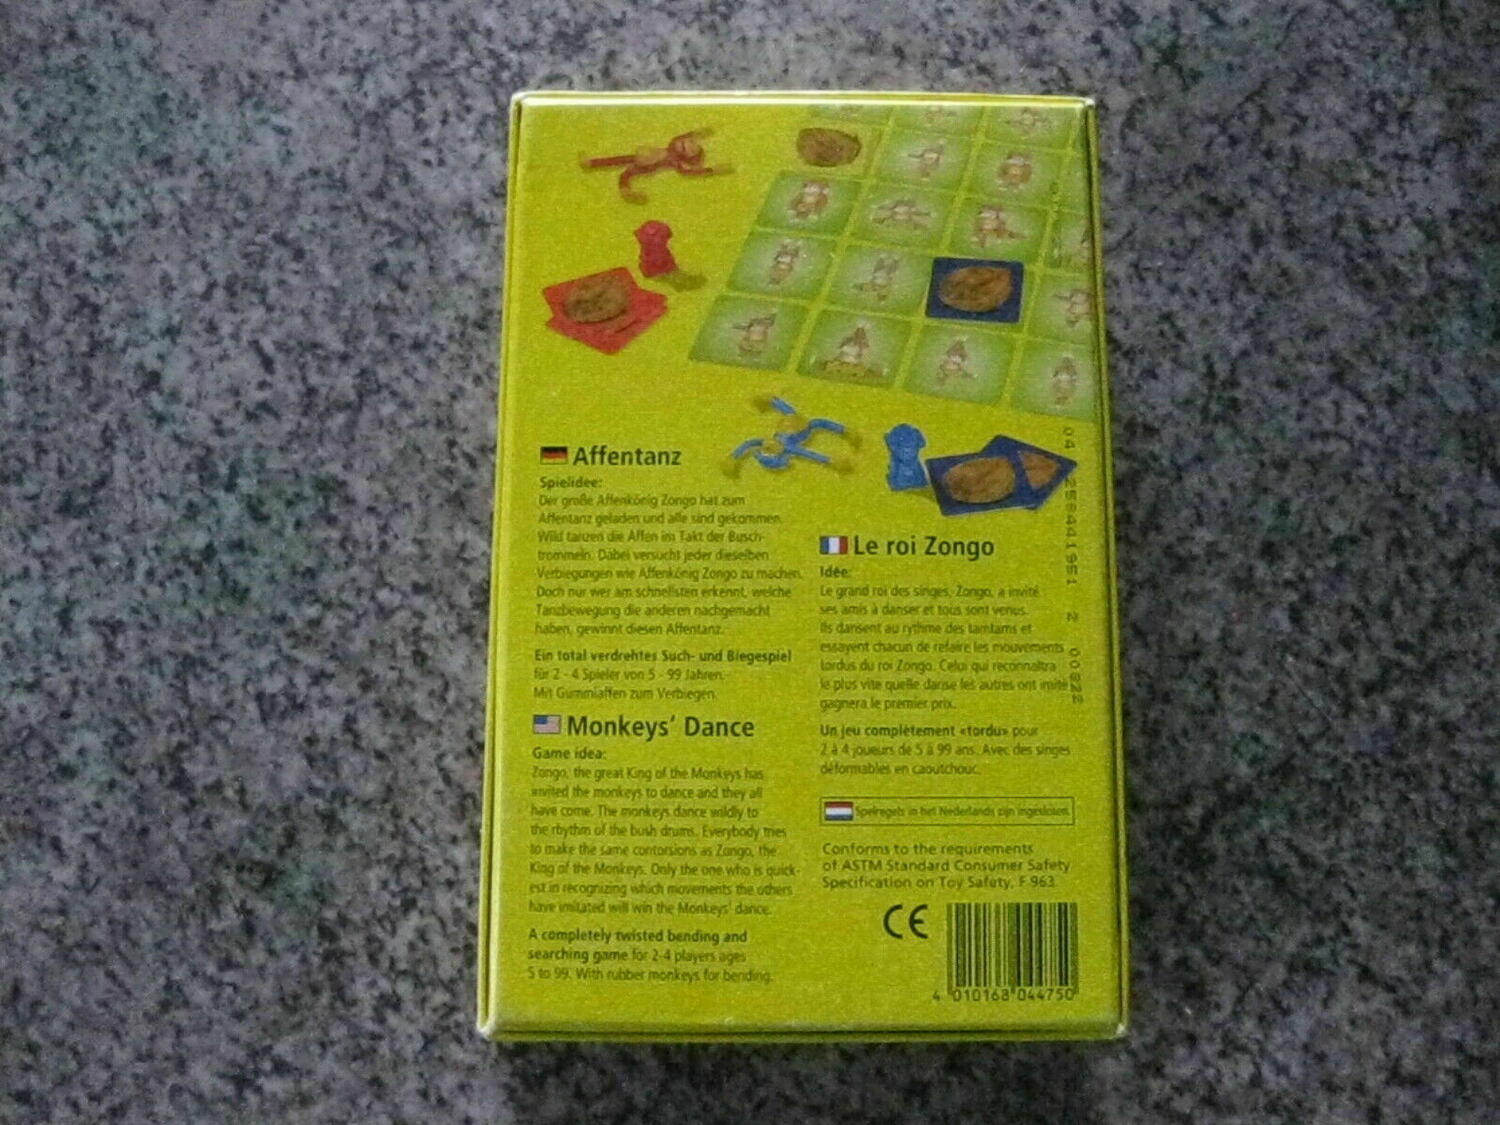 Affentanz
Spielidee:
Der große Affenkönig Zongo hat zum
Affentanz geladen und alle sind gekommen.
Wild tanzen die Affen im Takt der Busch-
trommeln. Dabei versucht jeder dieselben
Verbiegungen wie Affenkönig Zongo zu machen.
Doch nur wer am schnellsten erkennt, welche
Tanzbewegung die anderen nachgemacht
haben, gewinnt diesen Affentanz.
Ein total verdrehtes Such- und Biegespiel
für 2 - 4 Spieler von 5 - 99 Jahren.
Mit Gummiaffen zum Verbiegen.
Monkeys' Dance
Game idea:
Zongo, the great King of the Monkeys has
invited the monkeys to dance and they all
have come. The monkeys dance wildly to
the rhythm of the bush drums. Everybody tries
to make the same contorsions as Zongo, the
King of the Monkeys. Only the one who is quick-
est in recognizing which movements the others
have imitated will win the Monkeys' dance.
A completely twisted bending and
searching game for 2-4 players ages
5 to 99. With rubber monkeys for bending.
Le roi Zongo
Idée:
Le grand roi des singes, Zongo, a invité
ses amis à danser et tous sont venus.
Ils dansent au rythme des tamtams et
essayent chacun de refaire les mouvements
tordus du roi Zongo. Celui qui reconnaîtra
le plus vite quelle danse les autres ont imité
gagnera le premier prix.
Un jeu complètement «tordu» pour
2 à 4 joueurs de 5 à 99 ans. Avec des singes
déformables en caoutchouc.
Spelregels in het Nederlands zijn ingesloten.
Conforms to the requirements
of ASTM Standard Consumer Safety
Specification on Toy Safety, F 963
CE
4 010168 044750